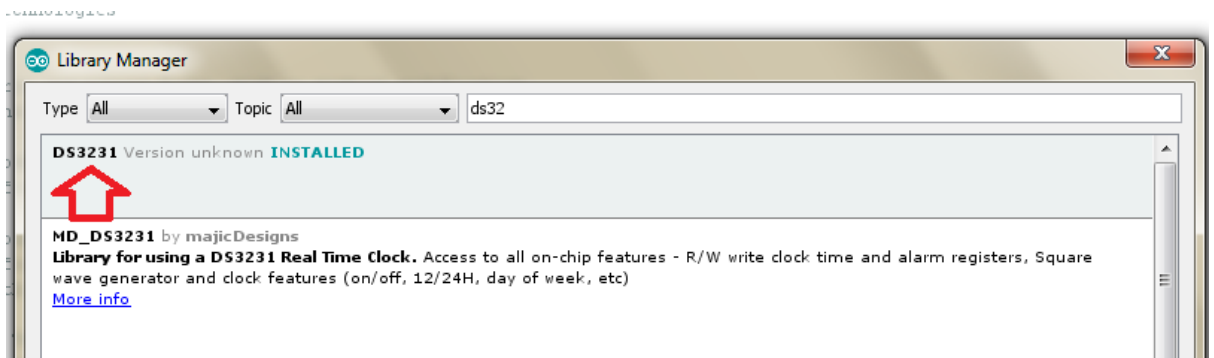 Library Manager
Type All Topic All ds32
DS3231 Version unknown INSTALLED
MD_DS3231 by majicDesigns
Library for using a DS3231 Real Time Clock. Access to all on-chip features - R/W write clock time and alarm registers, Square
wave generator and clock features (on/off, 12/24H, day of week, etc)
More info